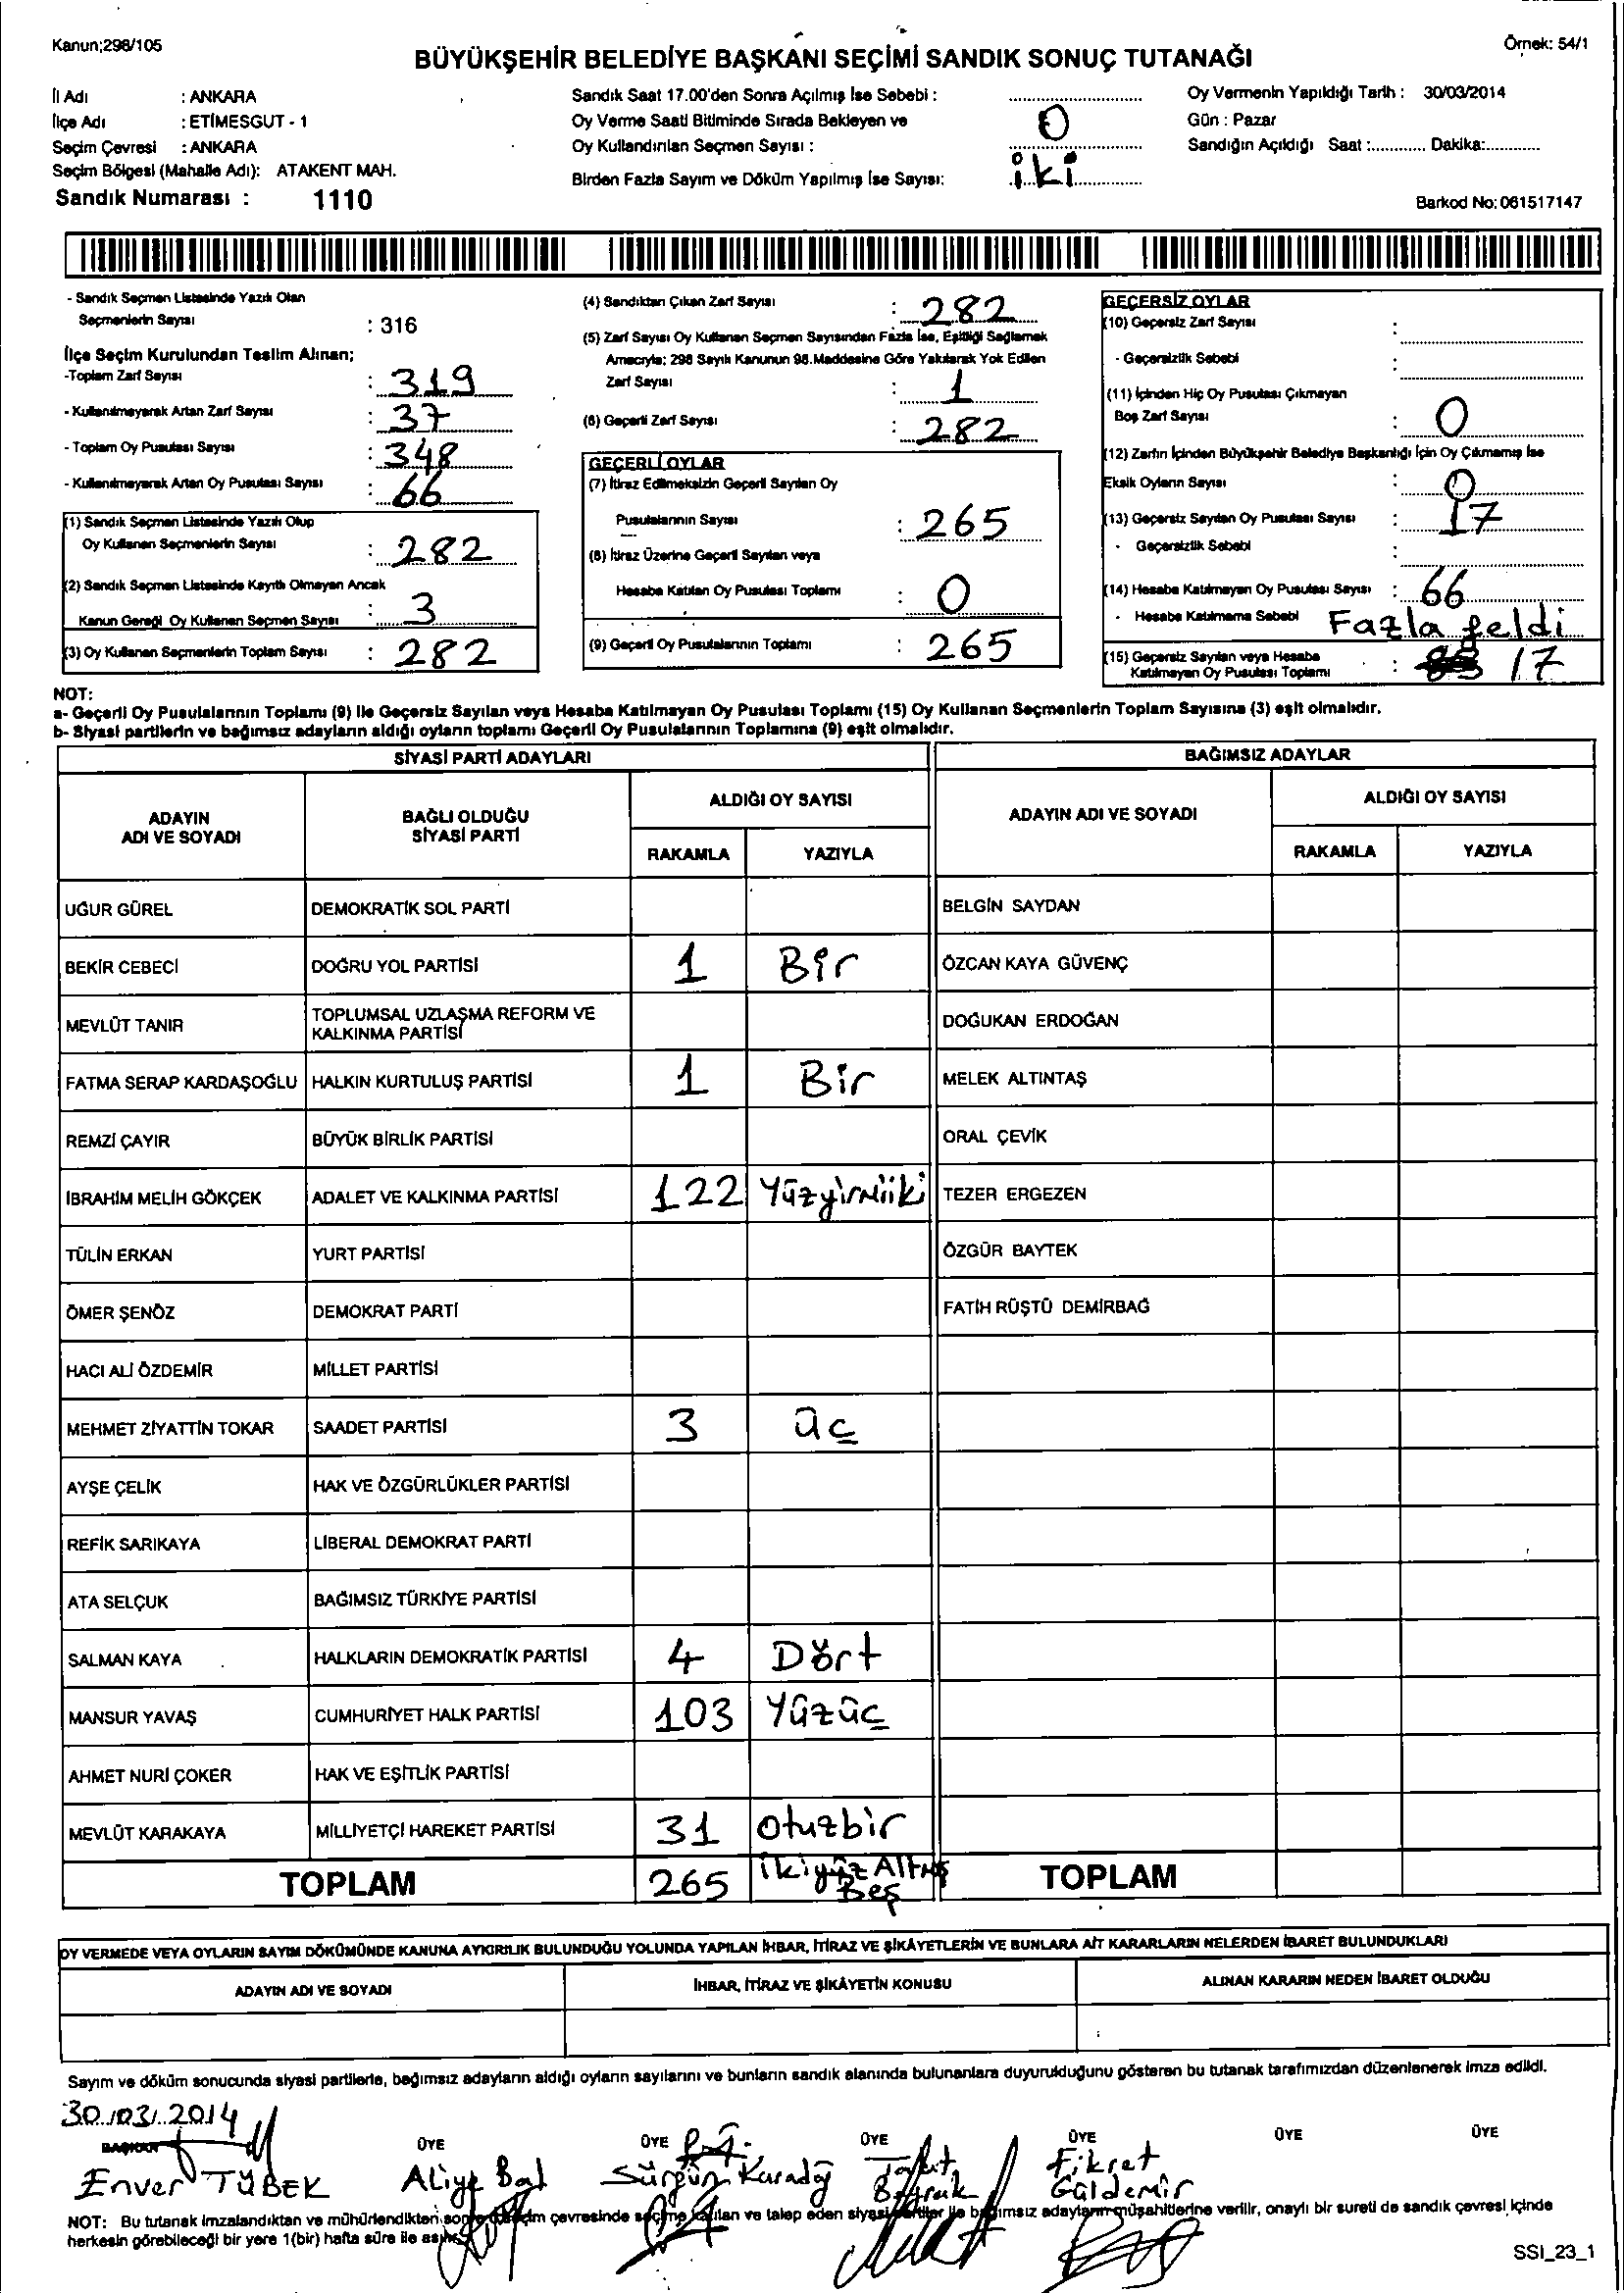 Kanun;298/105
Örnek: 54/1
BÜYÜKŞEHİR BELEDİYE BAŞKANI SEÇİMİ SANDIK SONUÇ TUTANAĞI
İl Adı : ANKARA
İlçe Adı : ETİMESGUT - 1
Seçim Çevresi : ANKARA
Seçim Bölgesi (Mahalle Adı): ATAKENT MAH.
Sandık Numarası : 1110
Sandık Saat 17.00'den Sonra Açılmış İse Sebebi :
Oy Verme Saati Bitiminde Sırada Bekleyen ve
Oy Kullandırılan Seçmen Sayısı : 0
Birden Fazla Sayım ve Döküm Yapılmış İse Sayısı: iki
Oy Vermenin Yapıldığı Tarih : 30/03/2014
Gün : Pazar
Sandığın Açıldığı Saat :............ Dakika:............
Barkod No: 061517147
- Sandık Seçmen Listesinde Yazılı Olan
Seçmenlerin Sayısı : 316
İlçe Seçim Kurulundan Teslim Alınan;
-Toplam Zarf Sayısı : 319
- Kullanılmayarak Artan Zarf Sayısı : 37
- Toplam Oy Pusulası Sayısı : 348
- Kullanılmayarak Artan Oy Pusulası Sayısı : 66
(1) Sandık Seçmen Listesinde Yazılı Olup
Oy Kullanan Seçmenlerin Sayısı : 282
(2) Sandık Seçmen Listesinde Kayıtlı Olmayan Ancak
Kanun Gereği Oy Kullanan Seçmen Sayısı : 3
(3) Oy Kullanan Seçmenlerin Toplam Sayısı : 282
(4) Sandıktan Çıkan Zarf Sayısı : 282
(5) Zarf Sayısı Oy Kullanan Seçmen Sayısından Fazla İse, Eşitliği Sağlamak
Amacıyla; 298 Sayılı Kanunun 98.Maddesine Göre Yakılarak Yok Edilen
Zarf Sayısı : 1
(6) Geçerli Zarf Sayısı : 282
GEÇERLİ OYLAR
(7) İtiraz Edilmeksizin Geçerli Sayılan Oy
Pusulalarının Sayısı : 265
(8) İtiraz Üzerine Geçerli Sayılan veya
Hesaba Katılan Oy Pusulası Toplamı : 0
(9) Geçerli Oy Pusulalarının Toplamı : 265
GEÇERSİZ OYLAR
(10) Geçersiz Zarf Sayısı :
- Geçersizlik Sebebi :
(11) İçinden Hiç Oy Pusulası Çıkmayan
Boş Zarf Sayısı : 0
(12) Zarfın İçinden Büyükşehir Belediye Başkanlığı İçin Oy Çıkmamış İse
Eksik Oyların Sayısı : 0
(13) Geçersiz Sayılan Oy Pusulası Sayısı : 17
- Geçersizlik Sebebi :
(14) Hesaba Katılmayan Oy Pusulası Sayısı : 66
- Hesaba Katılmama Sebebi Fazla geldi
(15) Geçersiz Sayılan veya Hesaba
Katılmayan Oy Pusulası Toplamı : 17
NOT:
a- Geçerli Oy Pusulalarının Toplamı (9) ile Geçersiz Sayılan veya Hesaba Katılmayan Oy Pusulası Toplamı (15) Oy Kullanan Seçmenlerin Toplam Sayısına (3) eşit olmalıdır.
b- Siyasi partilerin ve bağımsız adayların aldığı oyların toplamı Geçerli Oy Pusulalarının Toplamına (9) eşit olmalıdır.
SİYASİ PARTİ ADAYLARI
BAĞIMSIZ ADAYLAR
ADAYIN ADI VE SOYADI
BAĞLI OLDUĞU SİYASİ PARTİ
ALDIĞI OY SAYISI
RAKAMLA YAZIYLA
ADAYIN ADI VE SOYADI
ALDIĞI OY SAYISI
RAKAMLA YAZIYLA
UĞUR GÜREL DEMOKRATİK SOL PARTİ BELGİN SAYDAN
BEKİR CEBECİ DOĞRU YOL PARTİSİ 1 Bir ÖZCAN KAYA GÜVENÇ
MEVLÜT TANIR TOPLUMSAL UZLAŞMA REFORM VE KALKINMA PARTİSİ DOĞUKAN ERDOĞAN
FATMA SERAP KARDAŞOĞLU HALKIN KURTULUŞ PARTİSİ 1 Bir MELEK ALTINTAŞ
REMZİ ÇAYIR BÜYÜK BİRLİK PARTİSİ ORAL ÇEVİK
İBRAHİM MELİH GÖKÇEK ADALET VE KALKINMA PARTİSİ 122 Yüzyirmiiki TEZER ERGEZEN
TÜLİN ERKAN YURT PARTİSİ ÖZGÜR BAYTEK
ÖMER ŞENÖZ DEMOKRAT PARTİ FATİH RÜŞTÜ DEMİRBAĞ
HACI ALİ ÖZDEMİR MİLLET PARTİSİ
MEHMET ZİYATTİN TOKAR SAADET PARTİSİ 3 üç
AYŞE ÇELİK HAK VE ÖZGÜRLÜKLER PARTİSİ
REFİK SARIKAYA LİBERAL DEMOKRAT PARTİ
ATA SELÇUK BAĞIMSIZ TÜRKİYE PARTİSİ
SALMAN KAYA HALKLARIN DEMOKRATİK PARTİSİ 4 Dört
MANSUR YAVAŞ CUMHURİYET HALK PARTİSİ 103 Yüzüç
AHMET NURİ ÇOKER HAK VE EŞİTLİK PARTİSİ
MEVLÜT KARAKAYA MİLLİYETÇİ HAREKET PARTİSİ 31 otuzbir
TOPLAM 265 ikiyüz Altmış Beş TOPLAM
OY VERMEDE VEYA OYLARIN SAYIM DÖKÜMÜNDE KANUNA AYKIRILIK BULUNDUĞU YOLUNDA YAPILAN İHBAR, İTİRAZ VE ŞİKÂYETLERİN VE BUNLARA AİT KARARLARIN NELERDEN İBARET BULUNDUKLARI
ADAYIN ADI VE SOYADI İHBAR, İTİRAZ VE ŞİKÂYETİN KONUSU ALINAN KARARIN NEDEN İBARET OLDUĞU
Sayım ve döküm sonucunda siyasi partilerle, bağımsız adayların aldığı oyların sayılarını ve bunların sandık alanında bulunanlara duyurulduğunu gösteren bu tutanak tarafımızdan düzenlenerek imza edildi.
30/03/2014
BAŞKAN ÜYE ÜYE ÜYE ÜYE ÜYE ÜYE
Enver TÜBEK Aliye Bal Sürgün Fikret Güldemir
NOT: Bu tutanak imzalandıktan ve mühürlendikten sonra çevresinde seçime katılan ve talep eden siyasi partiler ile bağımsız adayların müşahitlerine verilir, onaylı bir sureti de sandık çevresi içinde
herkesin görebileceği bir yere 1(bir) hafta süre ile
SSI_23_1